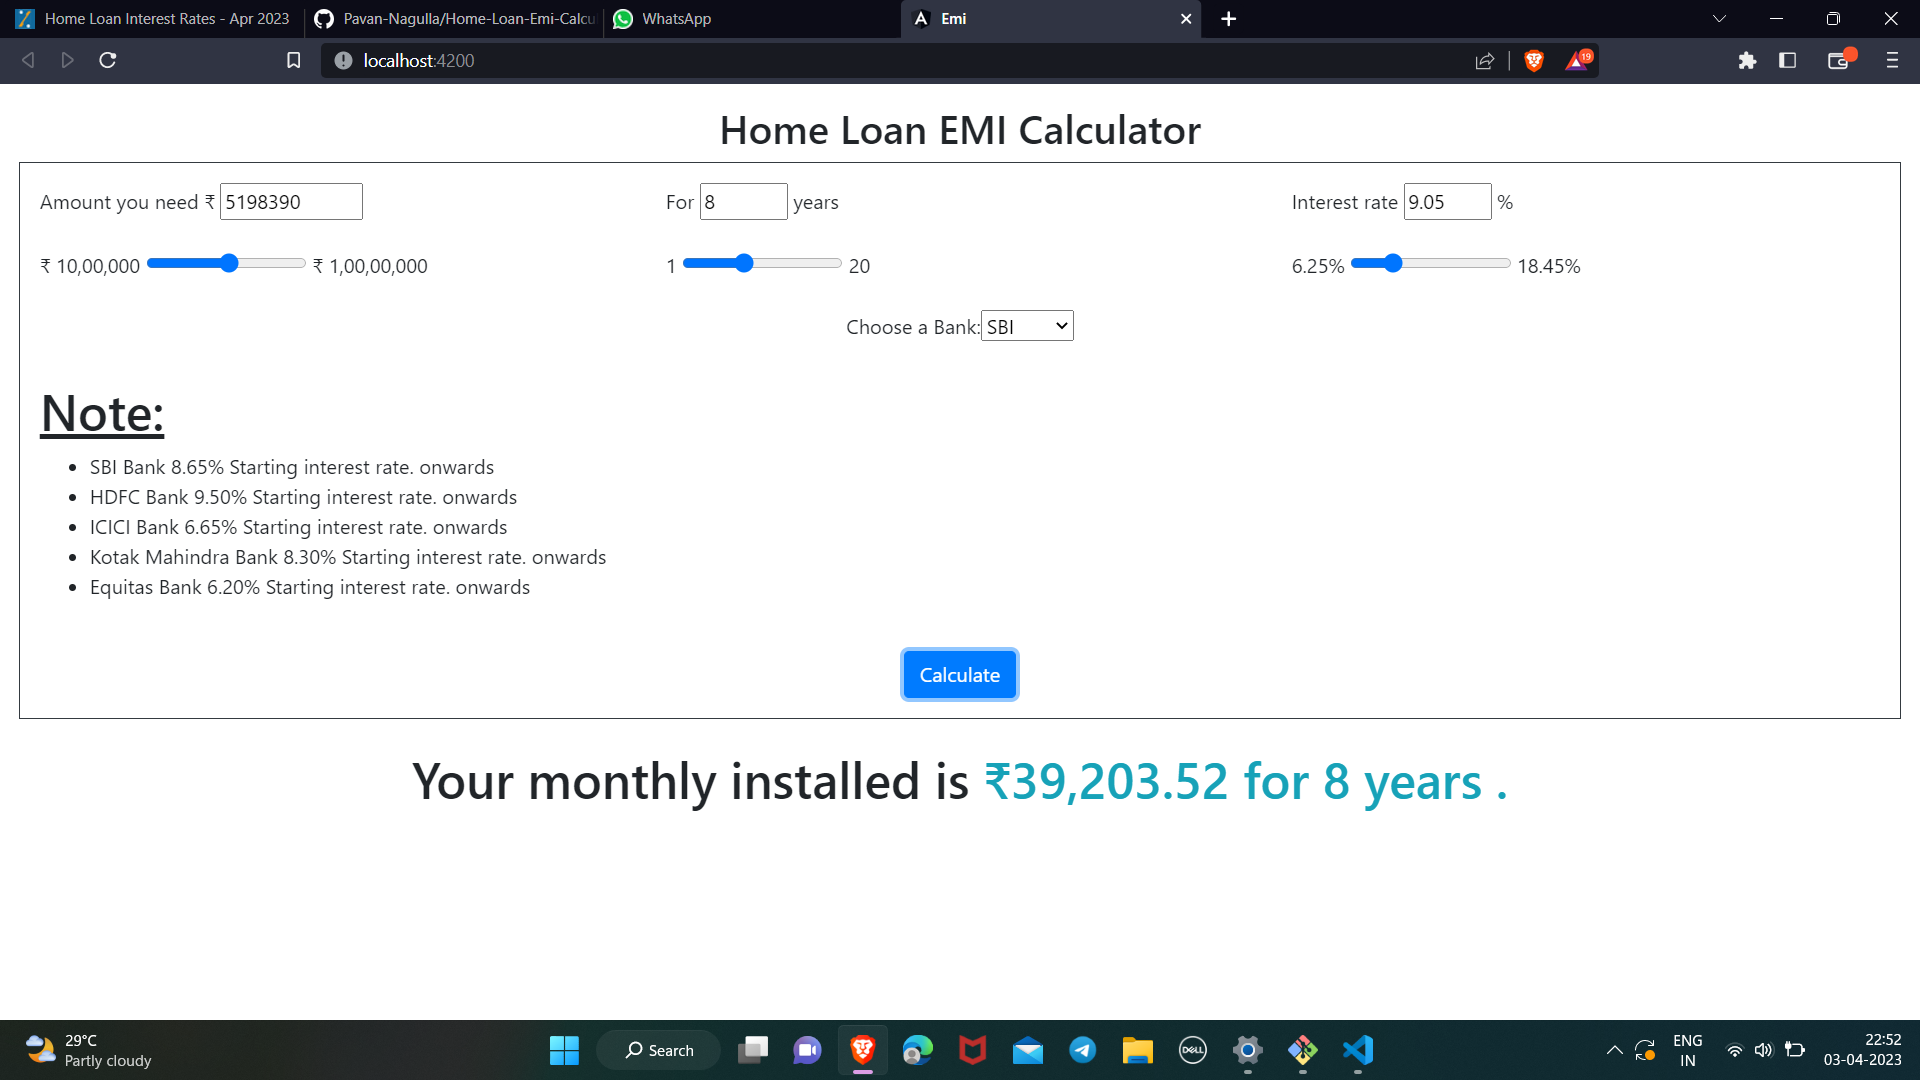 Home Loan Interest Rates - Apr 2023
Pavan-Nagulla/Home-Loan-Emi-Calcu
WhatsApp
Emi
localhost:4200
19
Home Loan EMI Calculator
Amount you need ₹ 5198390
For 8 years
Interest rate 9.05 %
₹ 10,00,000 ₹ 1,00,00,000
1 20
6.25% 18.45%
Choose a Bank: SBI
Note:
• SBI Bank 8.65% Starting interest rate. onwards
• HDFC Bank 9.50% Starting interest rate. onwards
• ICICI Bank 6.65% Starting interest rate. onwards
• Kotak Mahindra Bank 8.30% Starting interest rate. onwards
• Equitas Bank 6.20% Starting interest rate. onwards
Calculate
Your monthly installed is ₹39,203.52 for 8 years .
29°C
Partly cloudy
Search
DELL
ENG
IN
22:52
03-04-2023